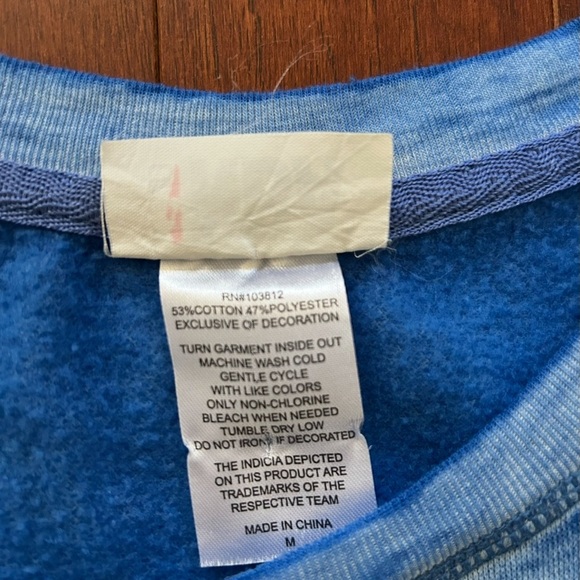 RN#103812
53%COTTON 47%POLYESTER
EXCLUSIVE OF DECORATION
TURN GARMENT INSIDE OUT
MACHINE WASH COLD
GENTLE CYCLE
WITH LIKE COLORS
ONLY NON-CHLORINE
BLEACH WHEN NEEDED
TUMBLE DRY LOW
DO NOT IRON IF DECORATED
THE INDICIA DEPICTED
ON THIS PRODUCT ARE
TRADEMARKS OF THE
RESPECTIVE TEAM
MADE IN CHINA
M